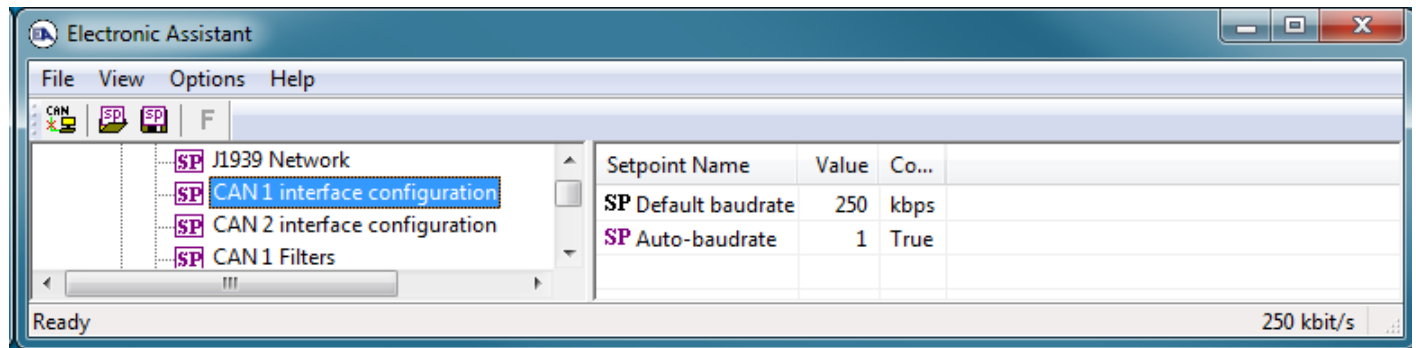 EA Electronic Assistant
File View Options Help
CAN SP SP F
SP J1939 Network
SP CAN 1 interface configuration
SP CAN 2 interface configuration
SP CAN 1 Filters
Setpoint Name Value Co...
SP Default baudrate 250 kbps
SP Auto-baudrate 1 True
Ready 250 kbit/s